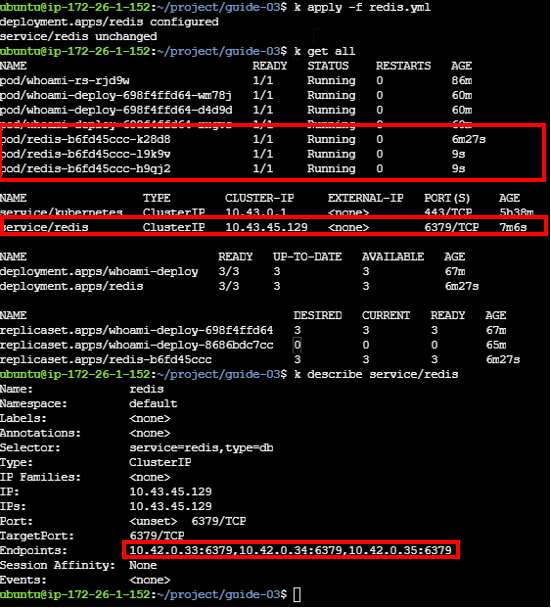 ubuntu@ip-172-26-1-152:~/project/guide-03$ k apply -f redis.yml
deployment.apps/redis configured
service/redis unchanged
ubuntu@ip-172-26-1-152:~/project/guide-03$ k get all
NAME READY STATUS RESTARTS AGE
pod/whoami-rs-rjd9w 1/1 Running 0 86m
pod/whoami-deploy-698f4ffd64-wm78j 1/1 Running 0 60m
pod/whoami-deploy-698f4ffd64-d4d9d 1/1 Running 0 60m
1/1 Running 0 60m
pod/redis-b6fd45ccc-k28d8 1/1 Running 0 6m27s
pod/redis-b6fd45ccc-l9k9v 1/1 Running 0 9s
pod/redis-b6fd45ccc-h9qj2 1/1 Running 0 9s
NAME TYPE CLUSTER-IP EXTERNAL-IP PORT(S) AGE
service/kubernetes ClusterIP 10.43.0.1 <none> 443/TCP 5h38m
service/redis ClusterIP 10.43.45.129 <none> 6379/TCP 7m6s
NAME READY UP-TO-DATE AVAILABLE AGE
deployment.apps/whoami-deploy 3/3 3 3 67m
deployment.apps/redis 3/3 3 3 6m27s
NAME DESIRED CURRENT READY AGE
replicaset.apps/whoami-deploy-698f4ffd64 3 3 3 67m
replicaset.apps/whoami-deploy-8686bdc7cc 0 0 0 65m
replicaset.apps/redis-b6fd45ccc 3 3 3 6m27s
ubuntu@ip-172-26-1-152:~/project/guide-03$ k describe service/redis
Name: redis
Namespace: default
Labels: <none>
Annotations: <none>
Selector: service=redis,type=db
Type: ClusterIP
IP Families: <none>
IP: 10.43.45.129
IPs: 10.43.45.129
Port: <unset> 6379/TCP
TargetPort: 6379/TCP
Endpoints: 10.42.0.33:6379,10.42.0.34:6379,10.42.0.35:6379
Session Affinity: None
Events: <none>
ubuntu@ip-172-26-1-152:~/project/guide-03$